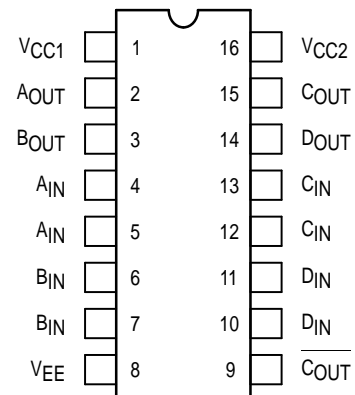 VCC1 1 16 VCC2
AOUT 2 15 COUT
BOUT 3 14 DOUT
AIN 4 13 CIN
AIN 5 12 CIN
BIN 6 11 DIN
BIN 7 10 DIN
VEE 8 9 C̅O̅U̅T̅